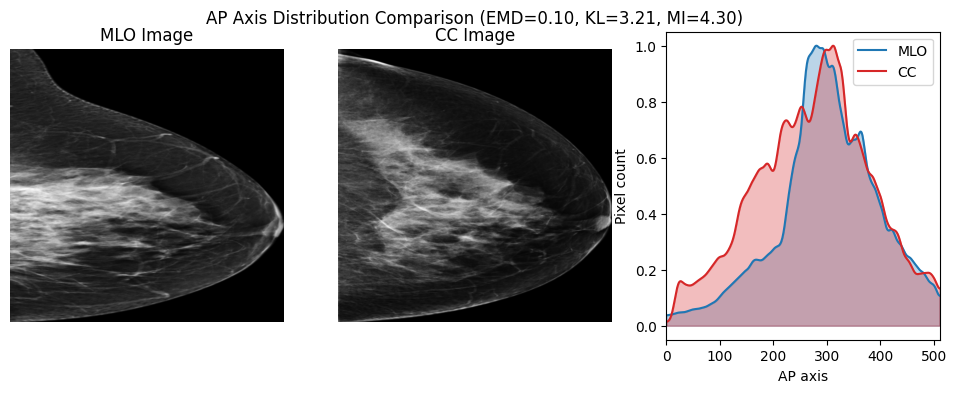 AP Axis Distribution Comparison (EMD=0.10, KL=3.21, MI=4.30)
MLO Image
CC Image
MLO
CC
1.0
0.8
0.6
0.4
0.2
0.0
Pixel count
0 100 200 300 400 500
AP axis